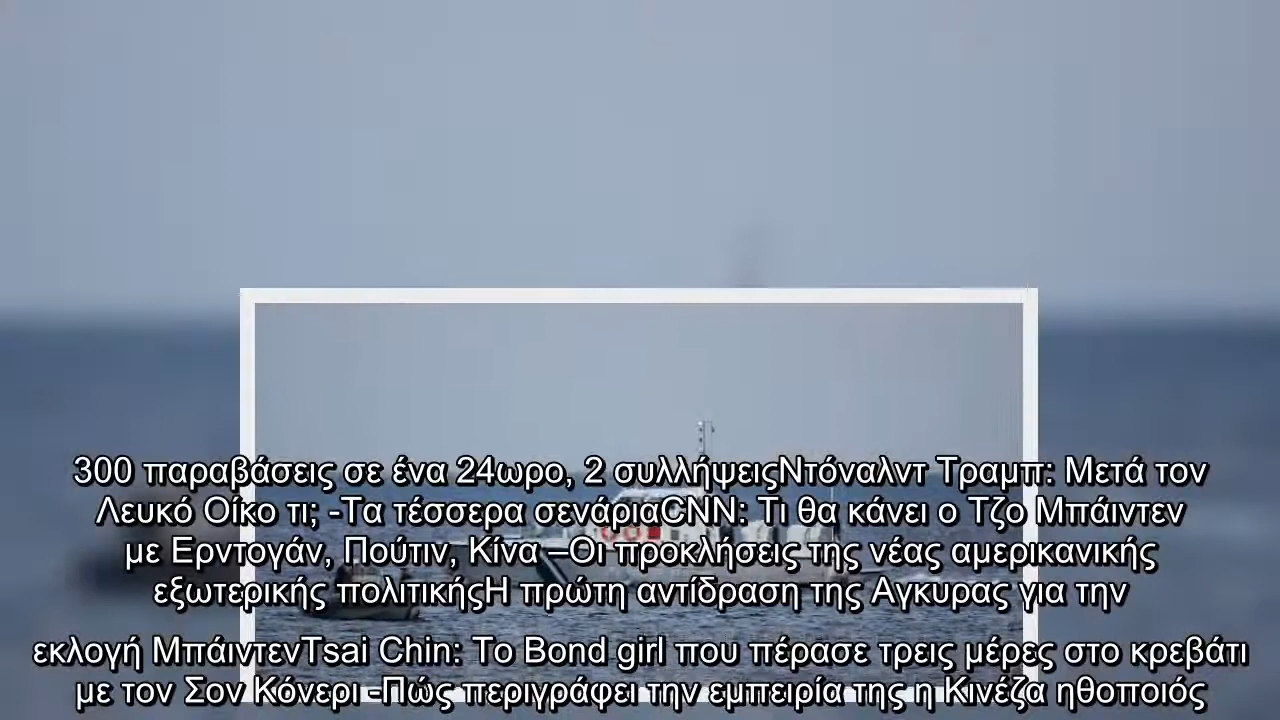 300 παραβάσεις σε ένα 24ωρο, 2 συλλήψειςΝτόναλντ Τραμπ: Μετά τον
Λευκό Οίκο τι; -Τα τέσσερα σενάριαCNN: Τι θα κάνει ο Τζο Μπάιντεν
με Ερντογάν, Πούτιν, Κίνα –Οι προκλήσεις της νέας αμερικανικής
εξωτερικής πολιτικήςΗ πρώτη αντίδραση της Αγκυρας για την
εκλογή ΜπάιντενTsai Chin: Το Bond girl που πέρασε τρεις μέρες στο κρεβάτι
με τον Σον Κόνερι -Πώς περιγράφει την εμπειρία της η Κινέζα ηθοποιός